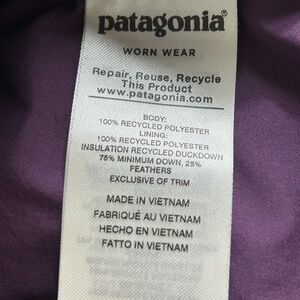 patagonia®
WORN WEAR
Repair, Reuse, Recycle
This Product
www.patagonia.com
BODY:
100% RECYCLED POLYESTER
LINING:
100% RECYCLED POLYESTER
INSULATION RECYCLED DUCKDOWN
75% MINIMUM DOWN, 25%
FEATHERS
EXCLUSIVE OF TRIM
MADE IN VIETNAM
FABRIQUÉ AU VIETNAM
HECHO EN VIETNAM
FATTO IN VIETNAM